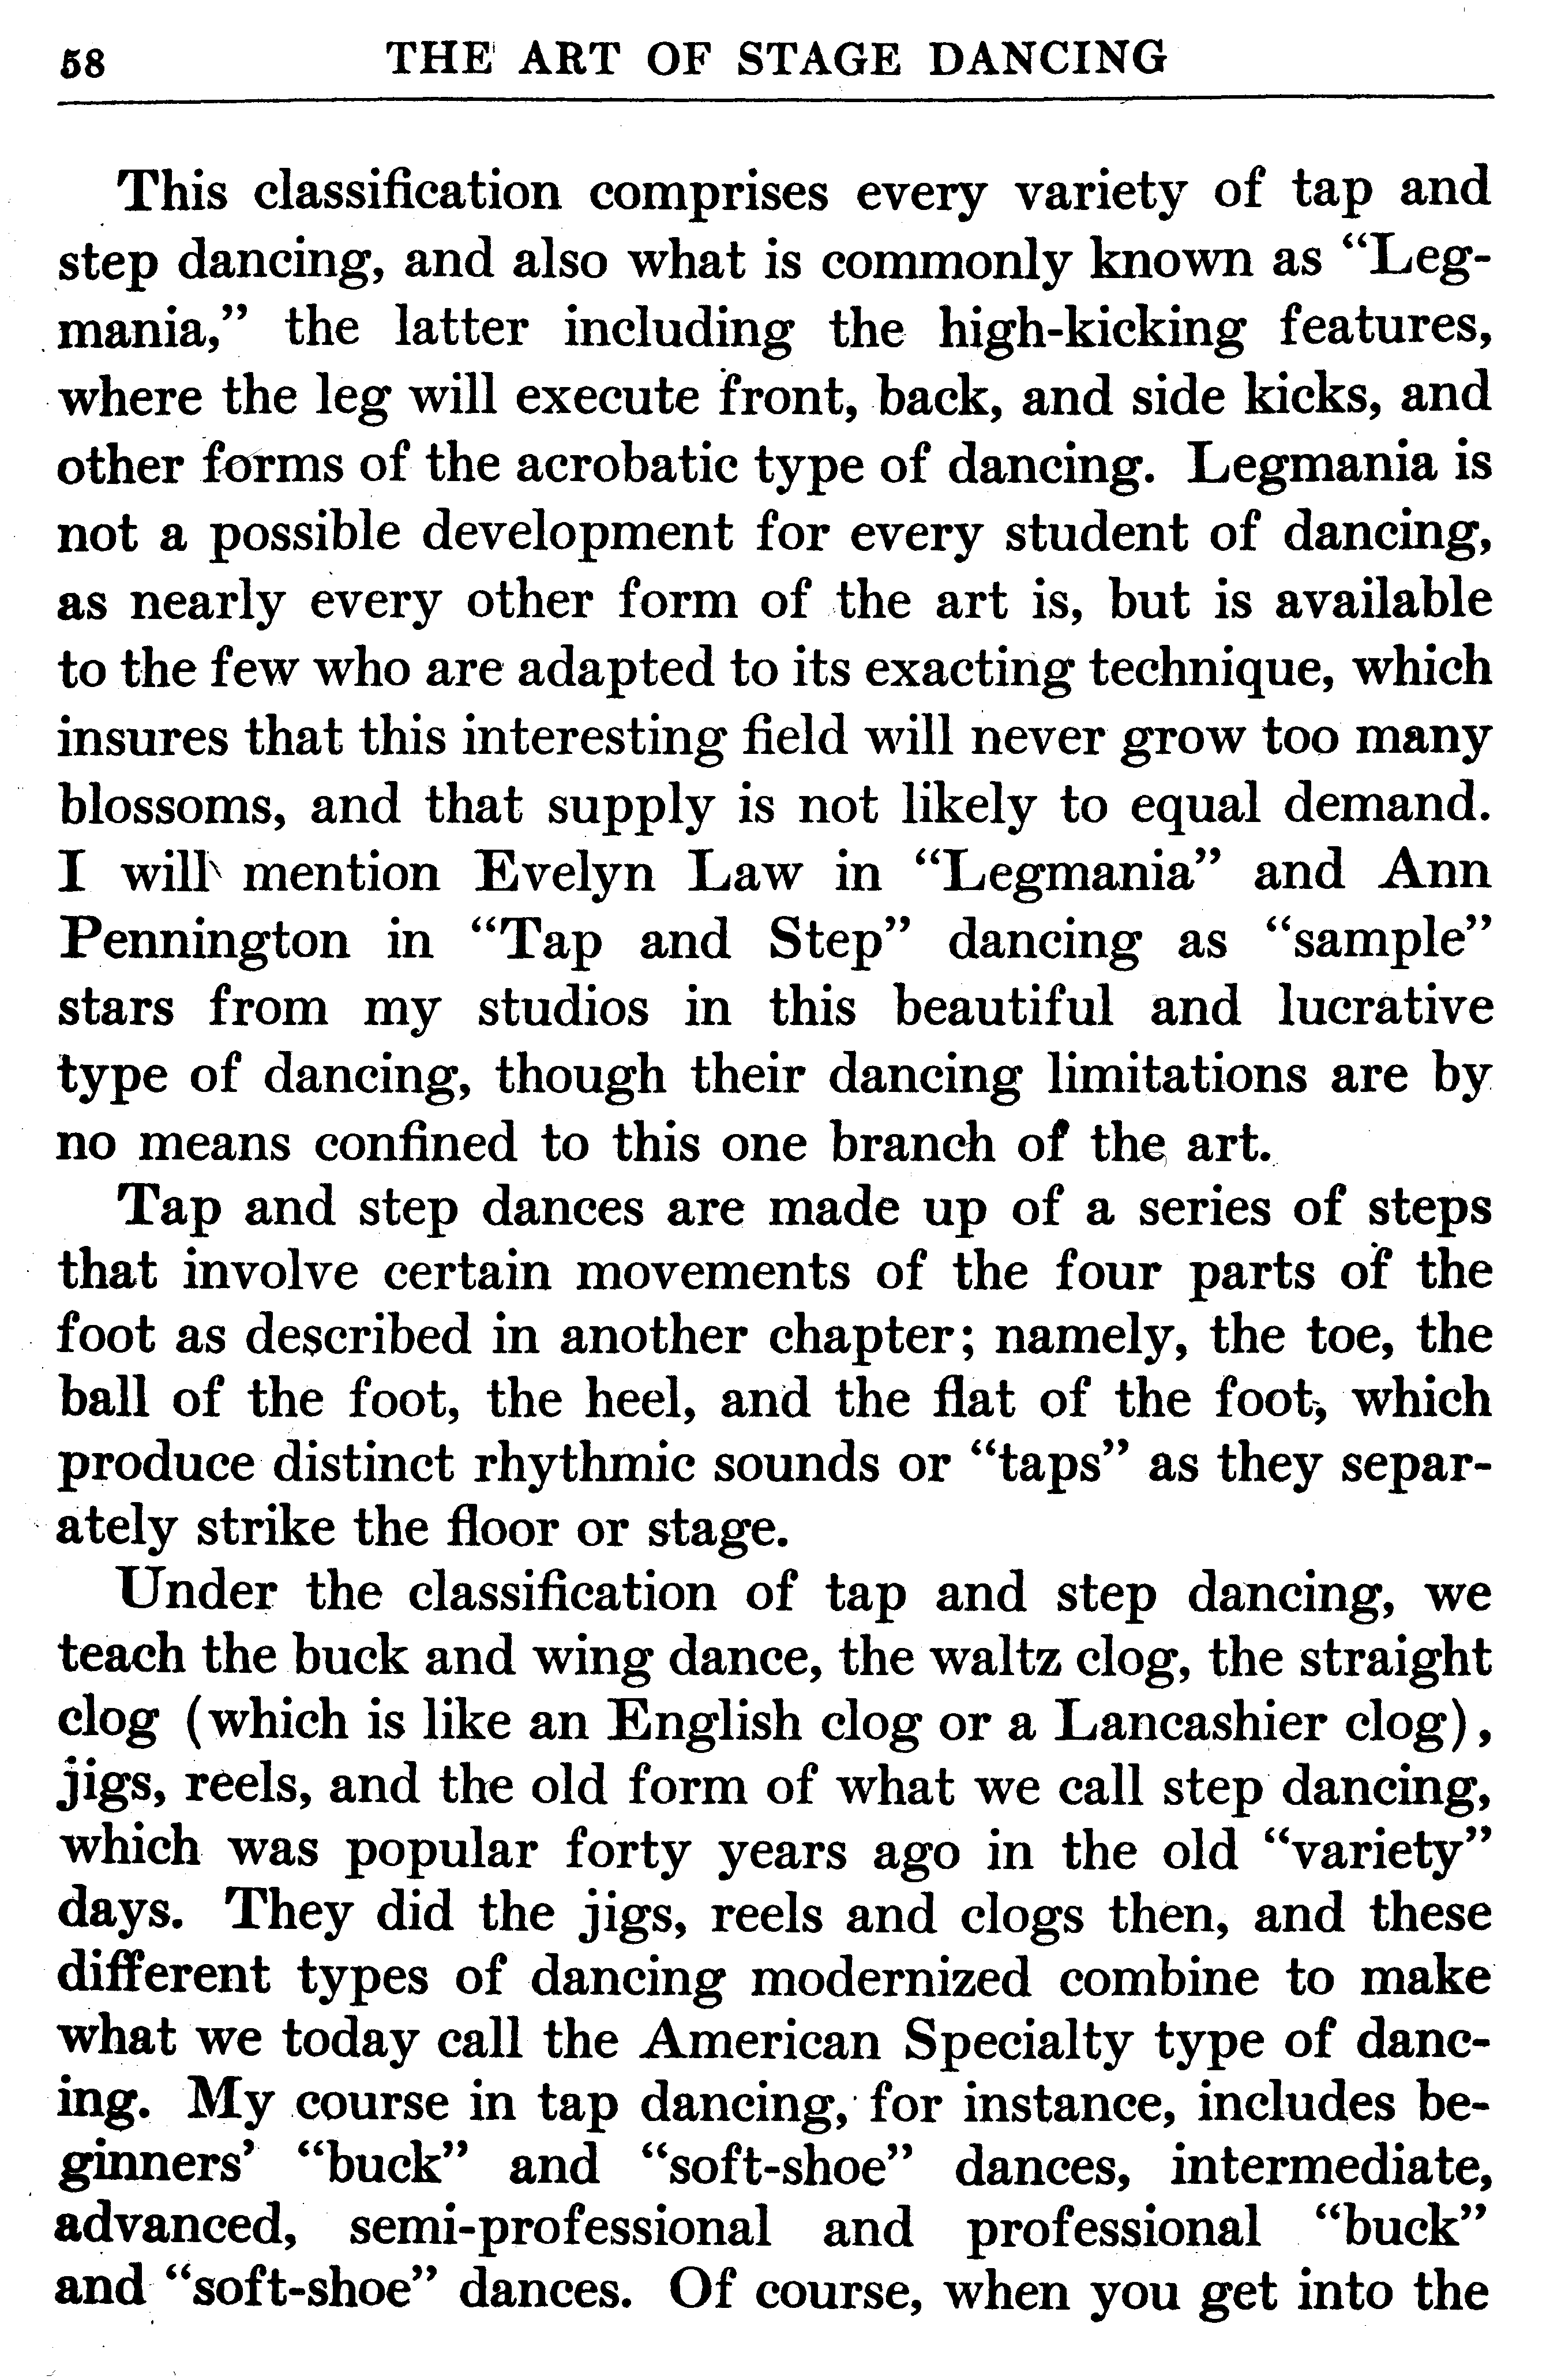 58 THE ART OF STAGE DANCING
This classification comprises every variety of tap and
step dancing, and also what is commonly known as “Leg-
mania,” the latter including the high-kicking features,
where the leg will execute front, back, and side kicks, and
other forms of the acrobatic type of dancing. Legmania is
not a possible development for every student of dancing,
as nearly every other form of the art is, but is available
to the few who are adapted to its exacting technique, which
insures that this interesting field will never grow too many
blossoms, and that supply is not likely to equal demand.
I will mention Evelyn Law in “Legmania” and Ann
Pennington in “Tap and Step” dancing as “sample”
stars from my studios in this beautiful and lucrative
type of dancing, though their dancing limitations are by
no means confined to this one branch of the art.
Tap and step dances are made up of a series of steps
that involve certain movements of the four parts of the
foot as described in another chapter; namely, the toe, the
ball of the foot, the heel, and the flat of the foot, which
produce distinct rhythmic sounds or “taps” as they separ-
ately strike the floor or stage.
Under the classification of tap and step dancing, we
teach the buck and wing dance, the waltz clog, the straight
clog (which is like an English clog or a Lancashier clog),
jigs, reels, and the old form of what we call step dancing,
which was popular forty years ago in the old “variety”
days. They did the jigs, reels and clogs then, and these
different types of dancing modernized combine to make
what we today call the American Specialty type of danc-
ing. My course in tap dancing, for instance, includes be-
ginners’ “buck” and “soft-shoe” dances, intermediate,
advanced, semi-professional and professional “buck”
and “soft-shoe” dances. Of course, when you get into the